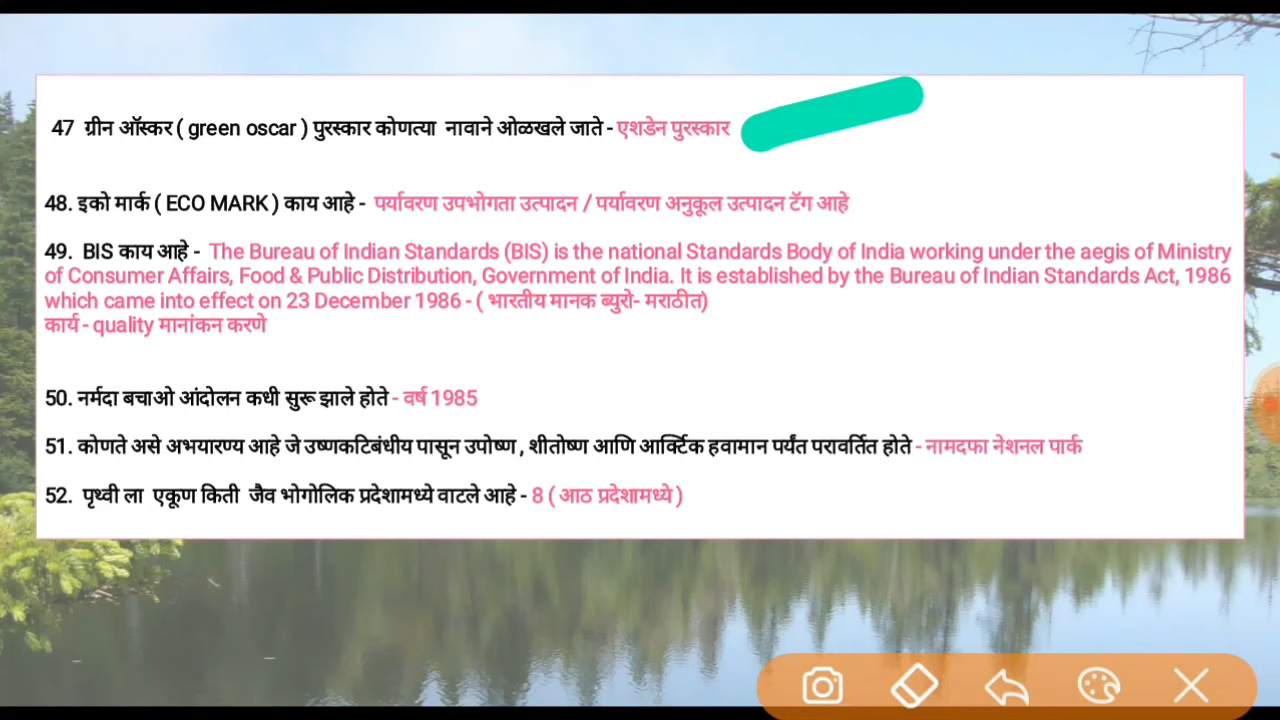 47 ग्रीन ऑस्कर ( green oscar ) पुरस्कार कोणत्या नावाने ओळखले जाते - एशडेन पुरस्कार
48. इको मार्क ( ECO MARK ) काय आहे - पर्यावरण उपभोगता उत्पादन / पर्यावरण अनुकूल उत्पादन टॅग आहे
49. BIS काय आहे - The Bureau of Indian Standards (BIS) is the national Standards Body of India working under the aegis of Ministry
of Consumer Affairs, Food & Public Distribution, Government of India. It is established by the Bureau of Indian Standards Act, 1986
which came into effect on 23 December 1986 - ( भारतीय मानक ब्युरो- मराठीत)
कार्य - quality मानांकन करणे
50. नर्मदा बचाओ आंदोलन कधी सुरू झाले होते - वर्ष 1985
51. कोणते असे अभयारण्य आहे जे उष्णकटिबंधीय पासून उपोष्ण , शीतोष्ण आणि आर्क्टिक हवामान पर्यंत परावर्तित होते - नामदफा नेशनल पार्क
52. पृथ्वी ला एकूण किती जैव भोगोलिक प्रदेशामध्ये वाटले आहे - 8 ( आठ प्रदेशामध्ये )